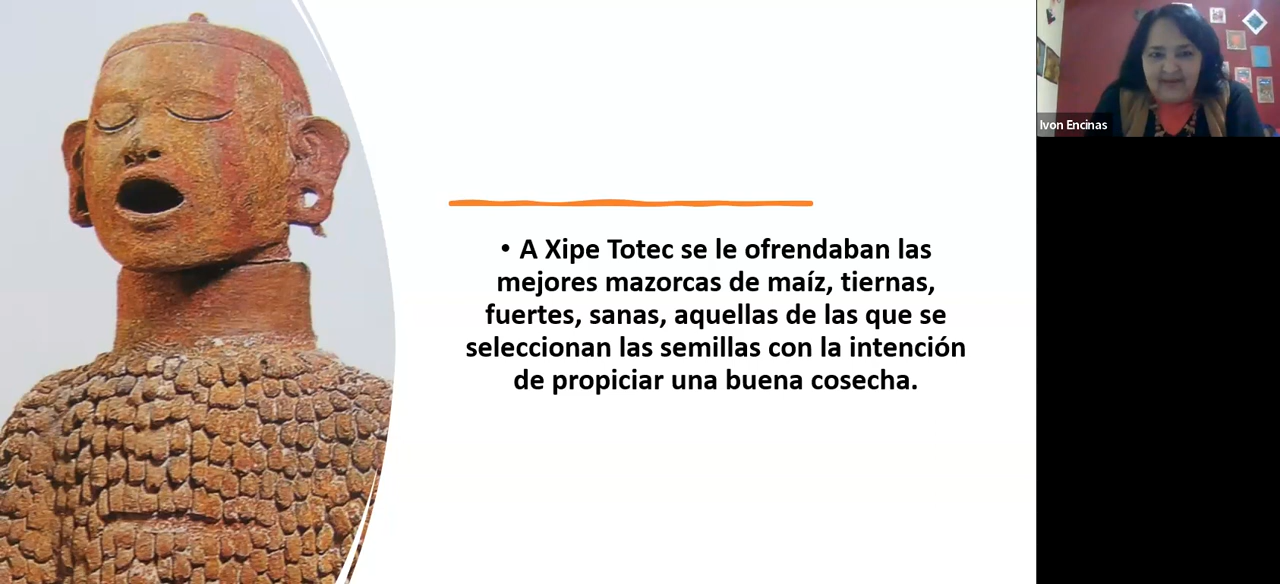 • A Xipe Totec se le ofrendaban las
mejores mazorcas de maíz, tiernas,
fuertes, sanas, aquellas de las que se
seleccionan las semillas con la intención
de propiciar una buena cosecha.
Ivon Encinas